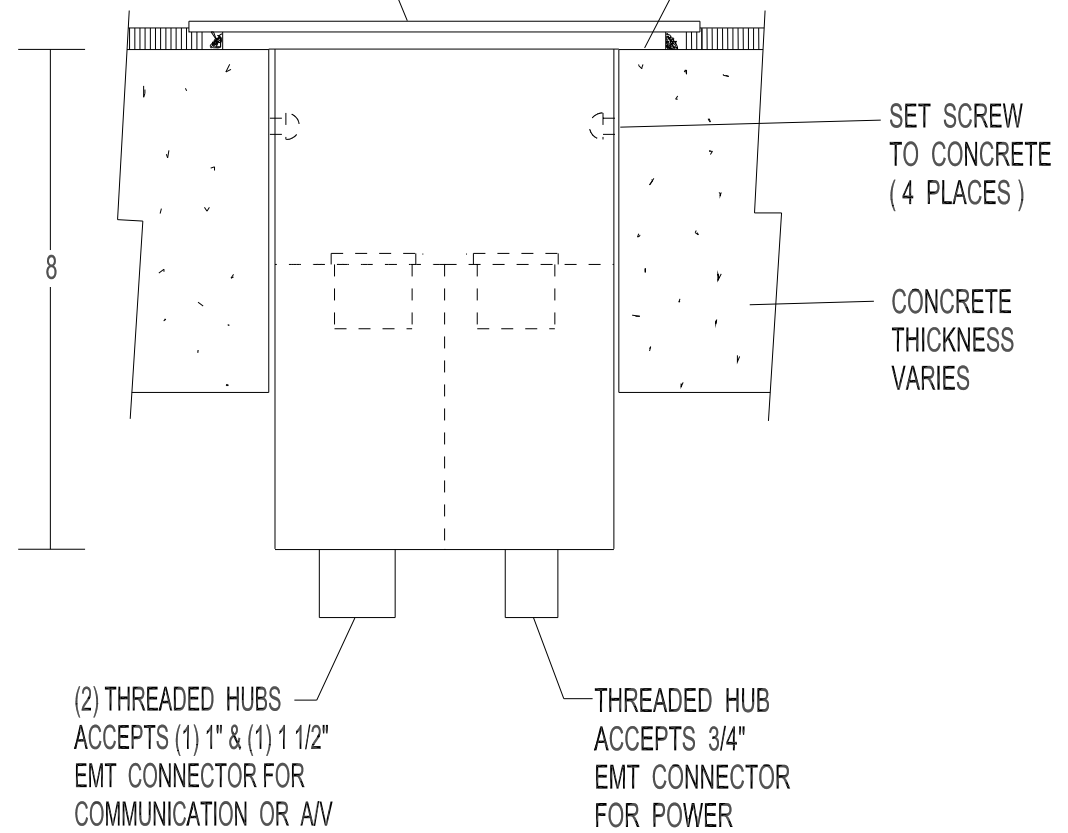 SET SCREW
TO CONCRETE
( 4 PLACES )
8
CONCRETE
THICKNESS
VARIES
(2) THREADED HUBS
ACCEPTS (1) 1" & (1) 1 1/2"
EMT CONNECTOR FOR
COMMUNICATION OR A/V
THREADED HUB
ACCEPTS 3/4"
EMT CONNECTOR
FOR POWER